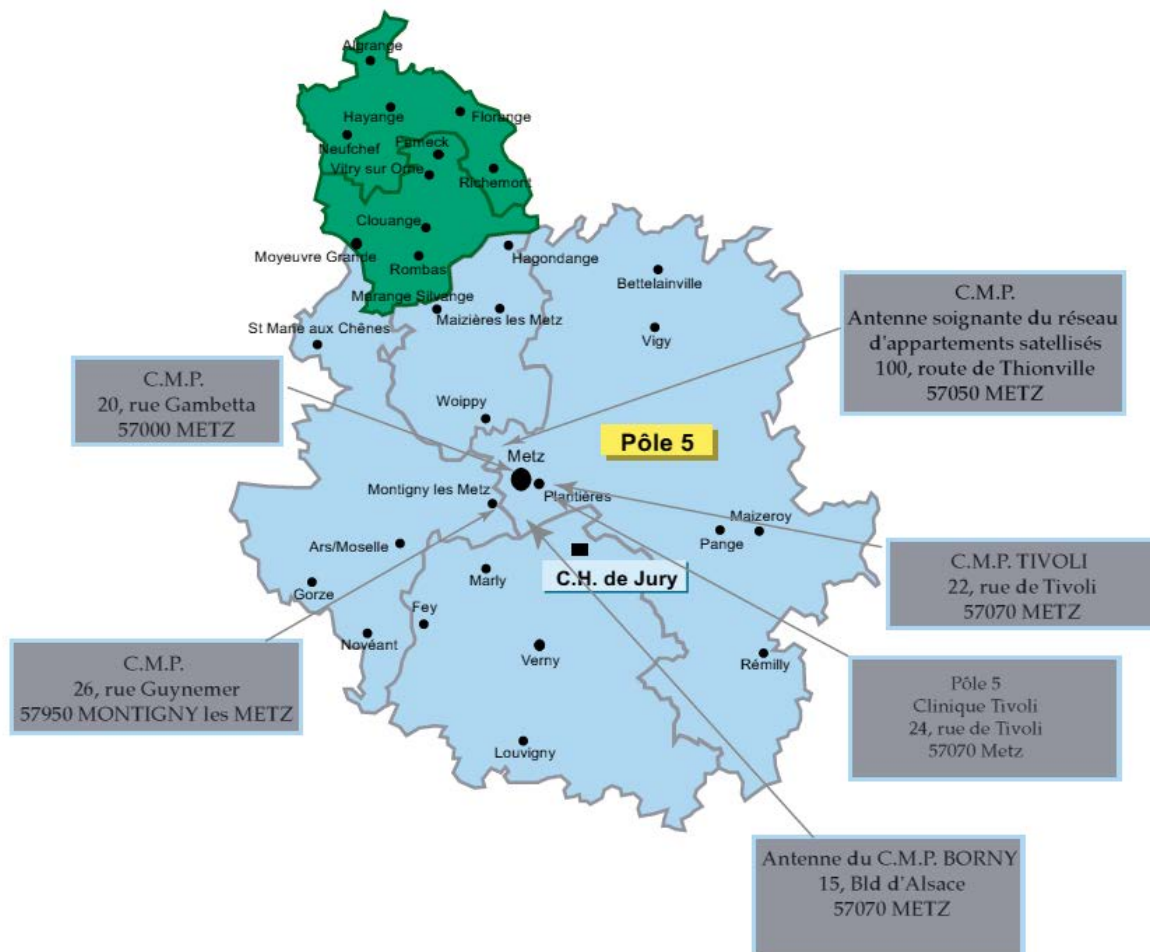 Algrange
Hayange
Florange
Neufchef
Fameck
Vitry sur Orne
Richemont
Clouange
Moyeuvre Grande
Rombas
Hagondange
Bettelainville
Marange Silvange
Maizières les Metz
St Marie aux Chênes
Vigy
C.M.P.
Antenne soignante du réseau
d'appartements satellisés
100, route de Thionville
57050 METZ
C.M.P.
20, rue Gambetta
57000 METZ
Woippy
Pôle 5
Metz
Montigny les Metz
Plantières
Maizeroy
Pange
Ars/Moselle
C.H. de Jury
Marly
Gorze
Fey
Novéant
Verny
Rémilly
Louvigny
C.M.P. TIVOLI
22, rue de Tivoli
57070 METZ
C.M.P.
26, rue Guynemer
57950 MONTIGNY les METZ
Pôle 5
Clinique Tivoli
24, rue de Tivoli
57070 Metz
Antenne du C.M.P. BORNY
15, Bld d'Alsace
57070 METZ